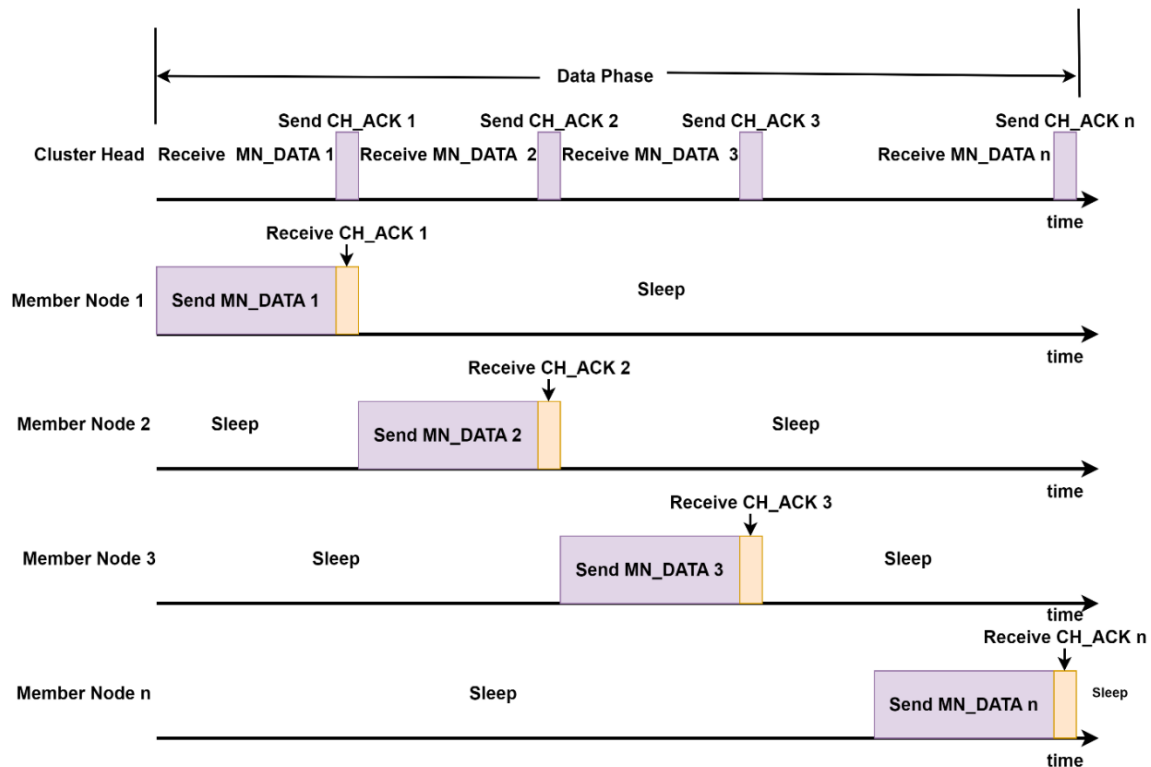 Data Phase
Send CH_ACK 1
Send CH_ACK 2
Send CH_ACK 3
Send CH_ACK n
Cluster Head
Receive MN_DATA 1
Receive MN_DATA 2
Receive MN_DATA 3
Receive MN_DATA n
time
Receive CH_ACK 1
Member Node 1
Send MN_DATA 1
Sleep
time
Receive CH_ACK 2
Member Node 2
Sleep
Send MN_DATA 2
Sleep
time
Receive CH_ACK 3
Member Node 3
Sleep
Send MN_DATA 3
Sleep
time
Receive CH_ACK n
Member Node n
Sleep
Send MN_DATA n
Sleep
time